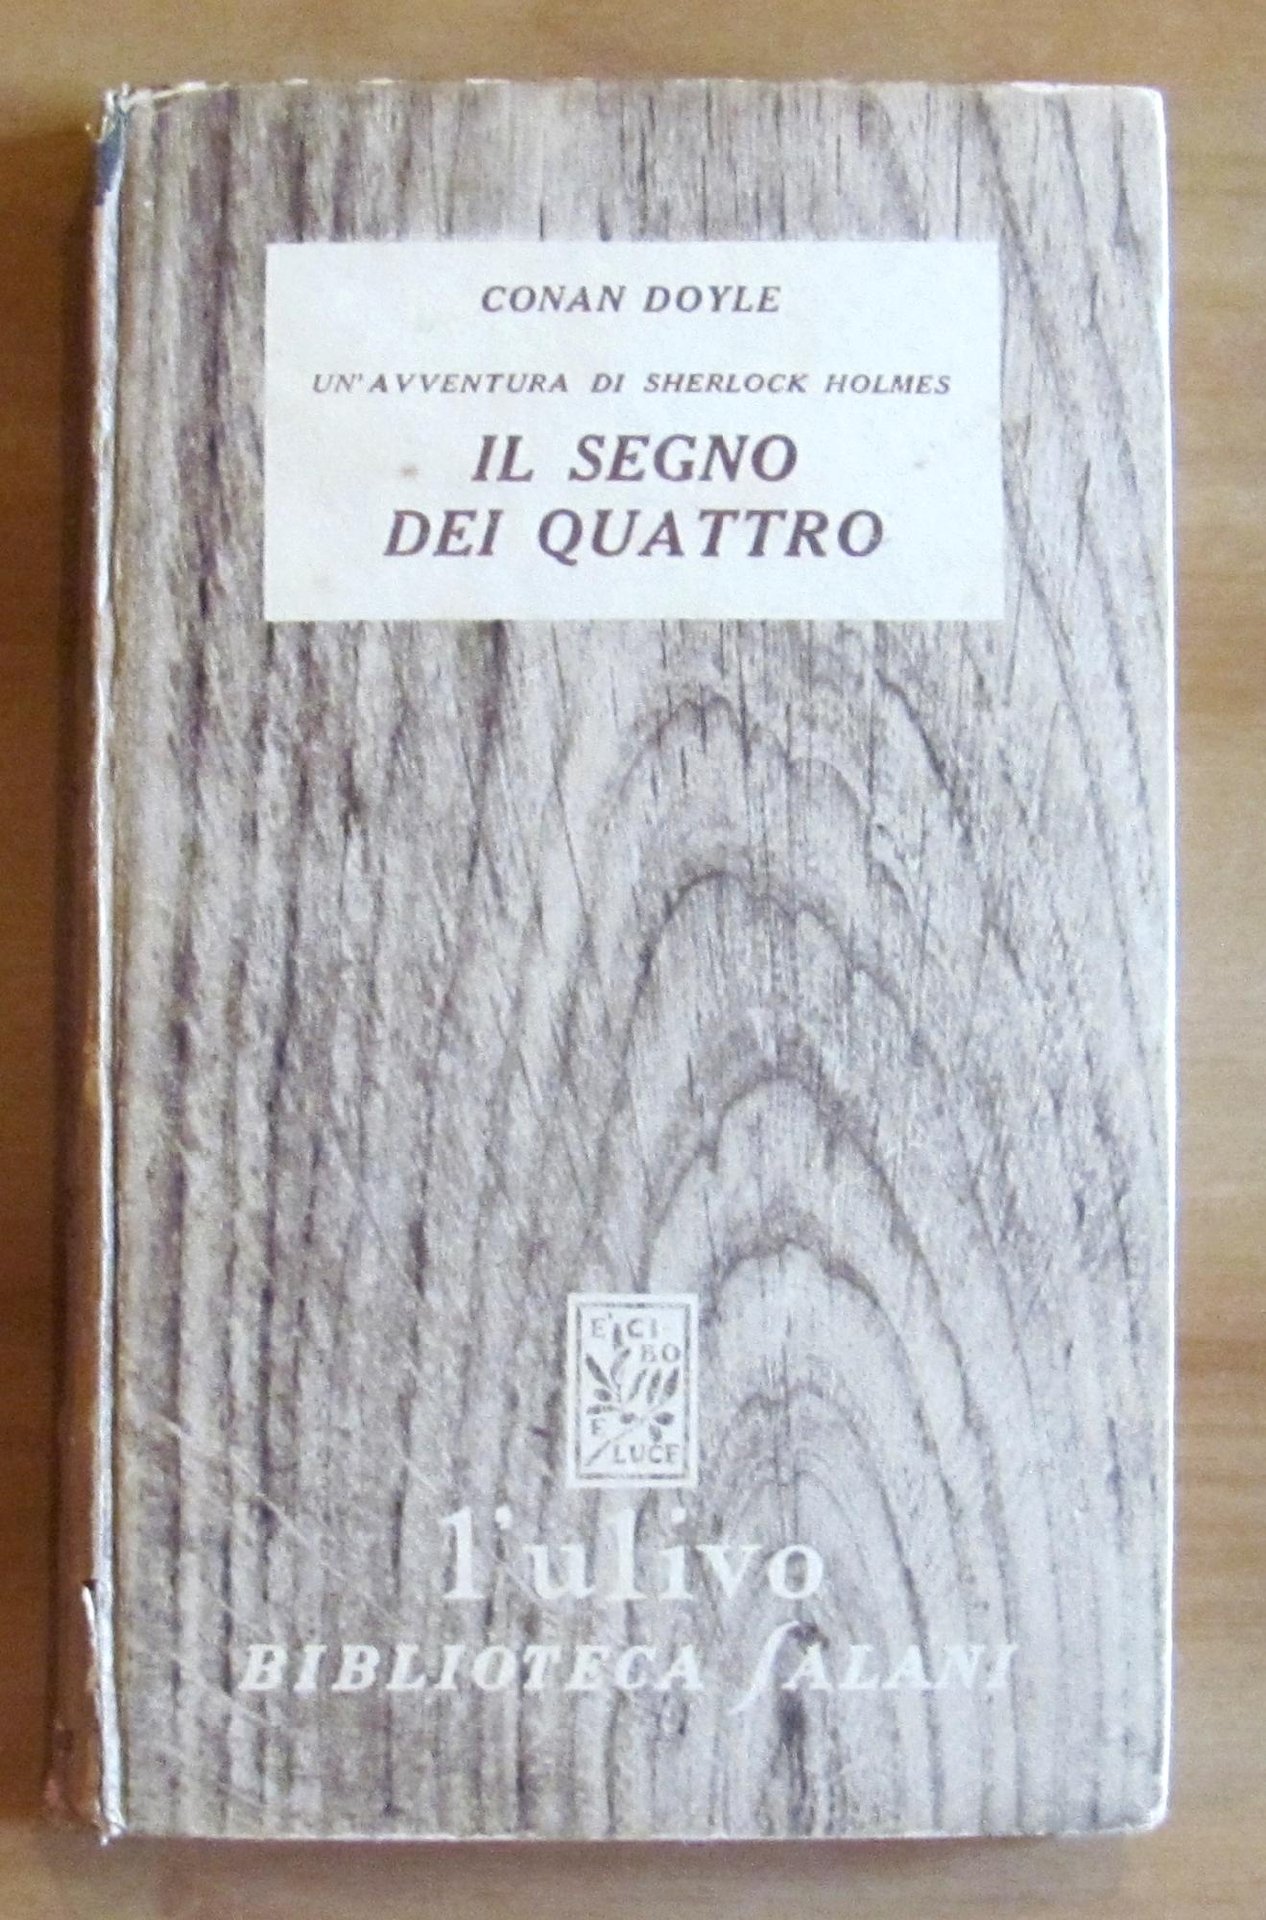 CONAN DOYLE
UN'AVVENTURA DI SHERLOCK HOLMES
IL SEGNO
DEI QUATTRO
E' CI-
BO
E
LUCE
l'ulivo
BIBLIOTECA SALANI